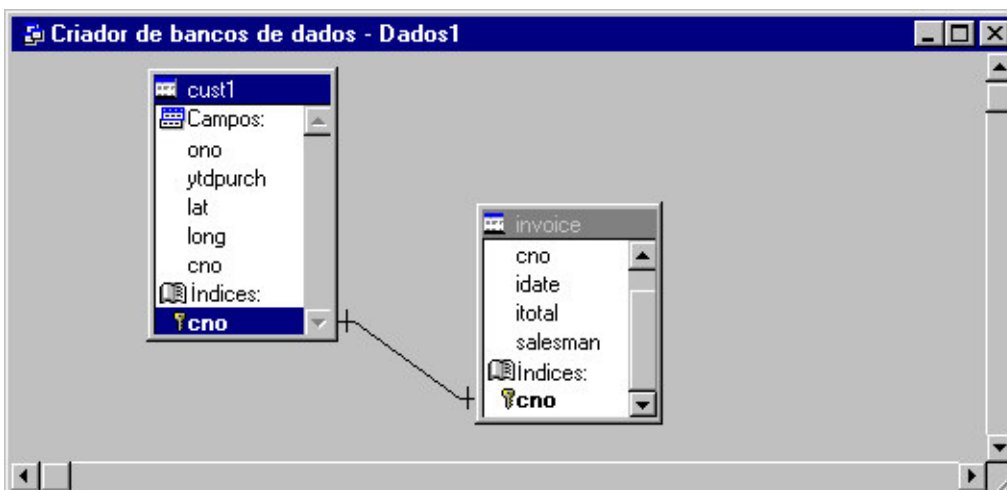 Criador de bancos de dados - Dados1
cust1
Campos:
ono
ytdpurch
lat
long
cno
Índices:
cno
invoice
cno
idate
itotal
salesman
Índices:
cno